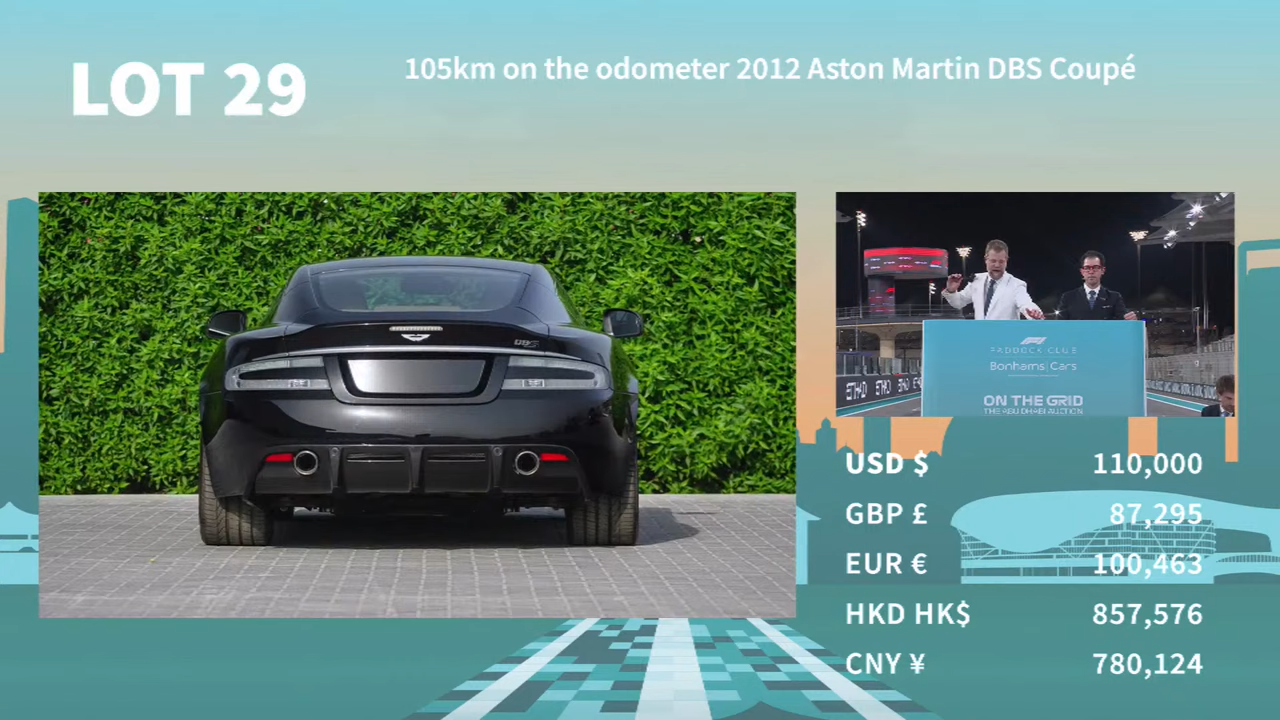 LOT 29
105km on the odometer 2012 Aston Martin DBS Coupé
DBS
ETIHAD
ETIHAD
PADDOCK CLUB
Bonhams|Cars
ON THE GRID
THE ABU DHABI AUCTION
USD $ 110,000
GBP £ 87,295
EUR € 100,463
HKD HK$ 857,576
CNY ¥ 780,124